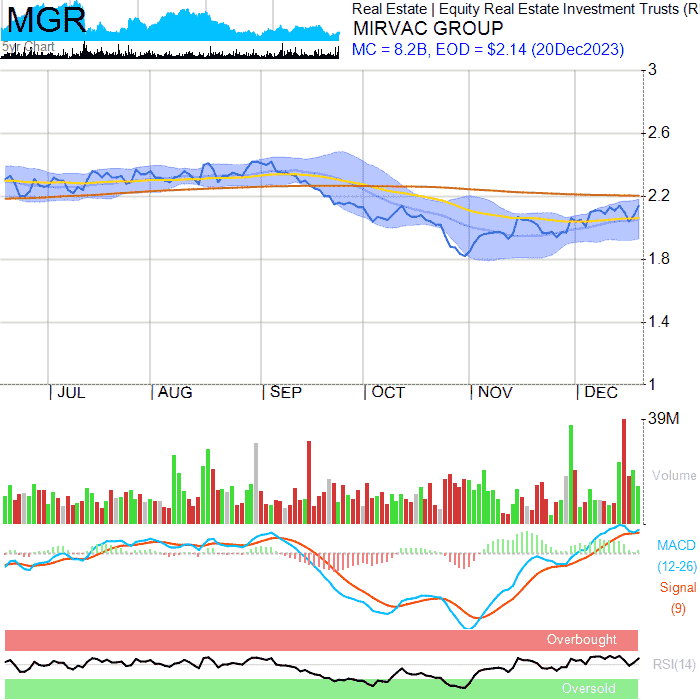 MGR
5yr Chart
Real Estate | Equity Real Estate Investment Trusts (R
MIRVAC GROUP
MC = 8.2B, EOD = $2.14 (20Dec2023)
3
2.6
2.2
1.8
1.4
1
| JUL | AUG | SEP | OCT | NOV | DEC
39M
Volume
MACD
(12-26)
Signal
(9)
Overbought
RSI(14)
Oversold